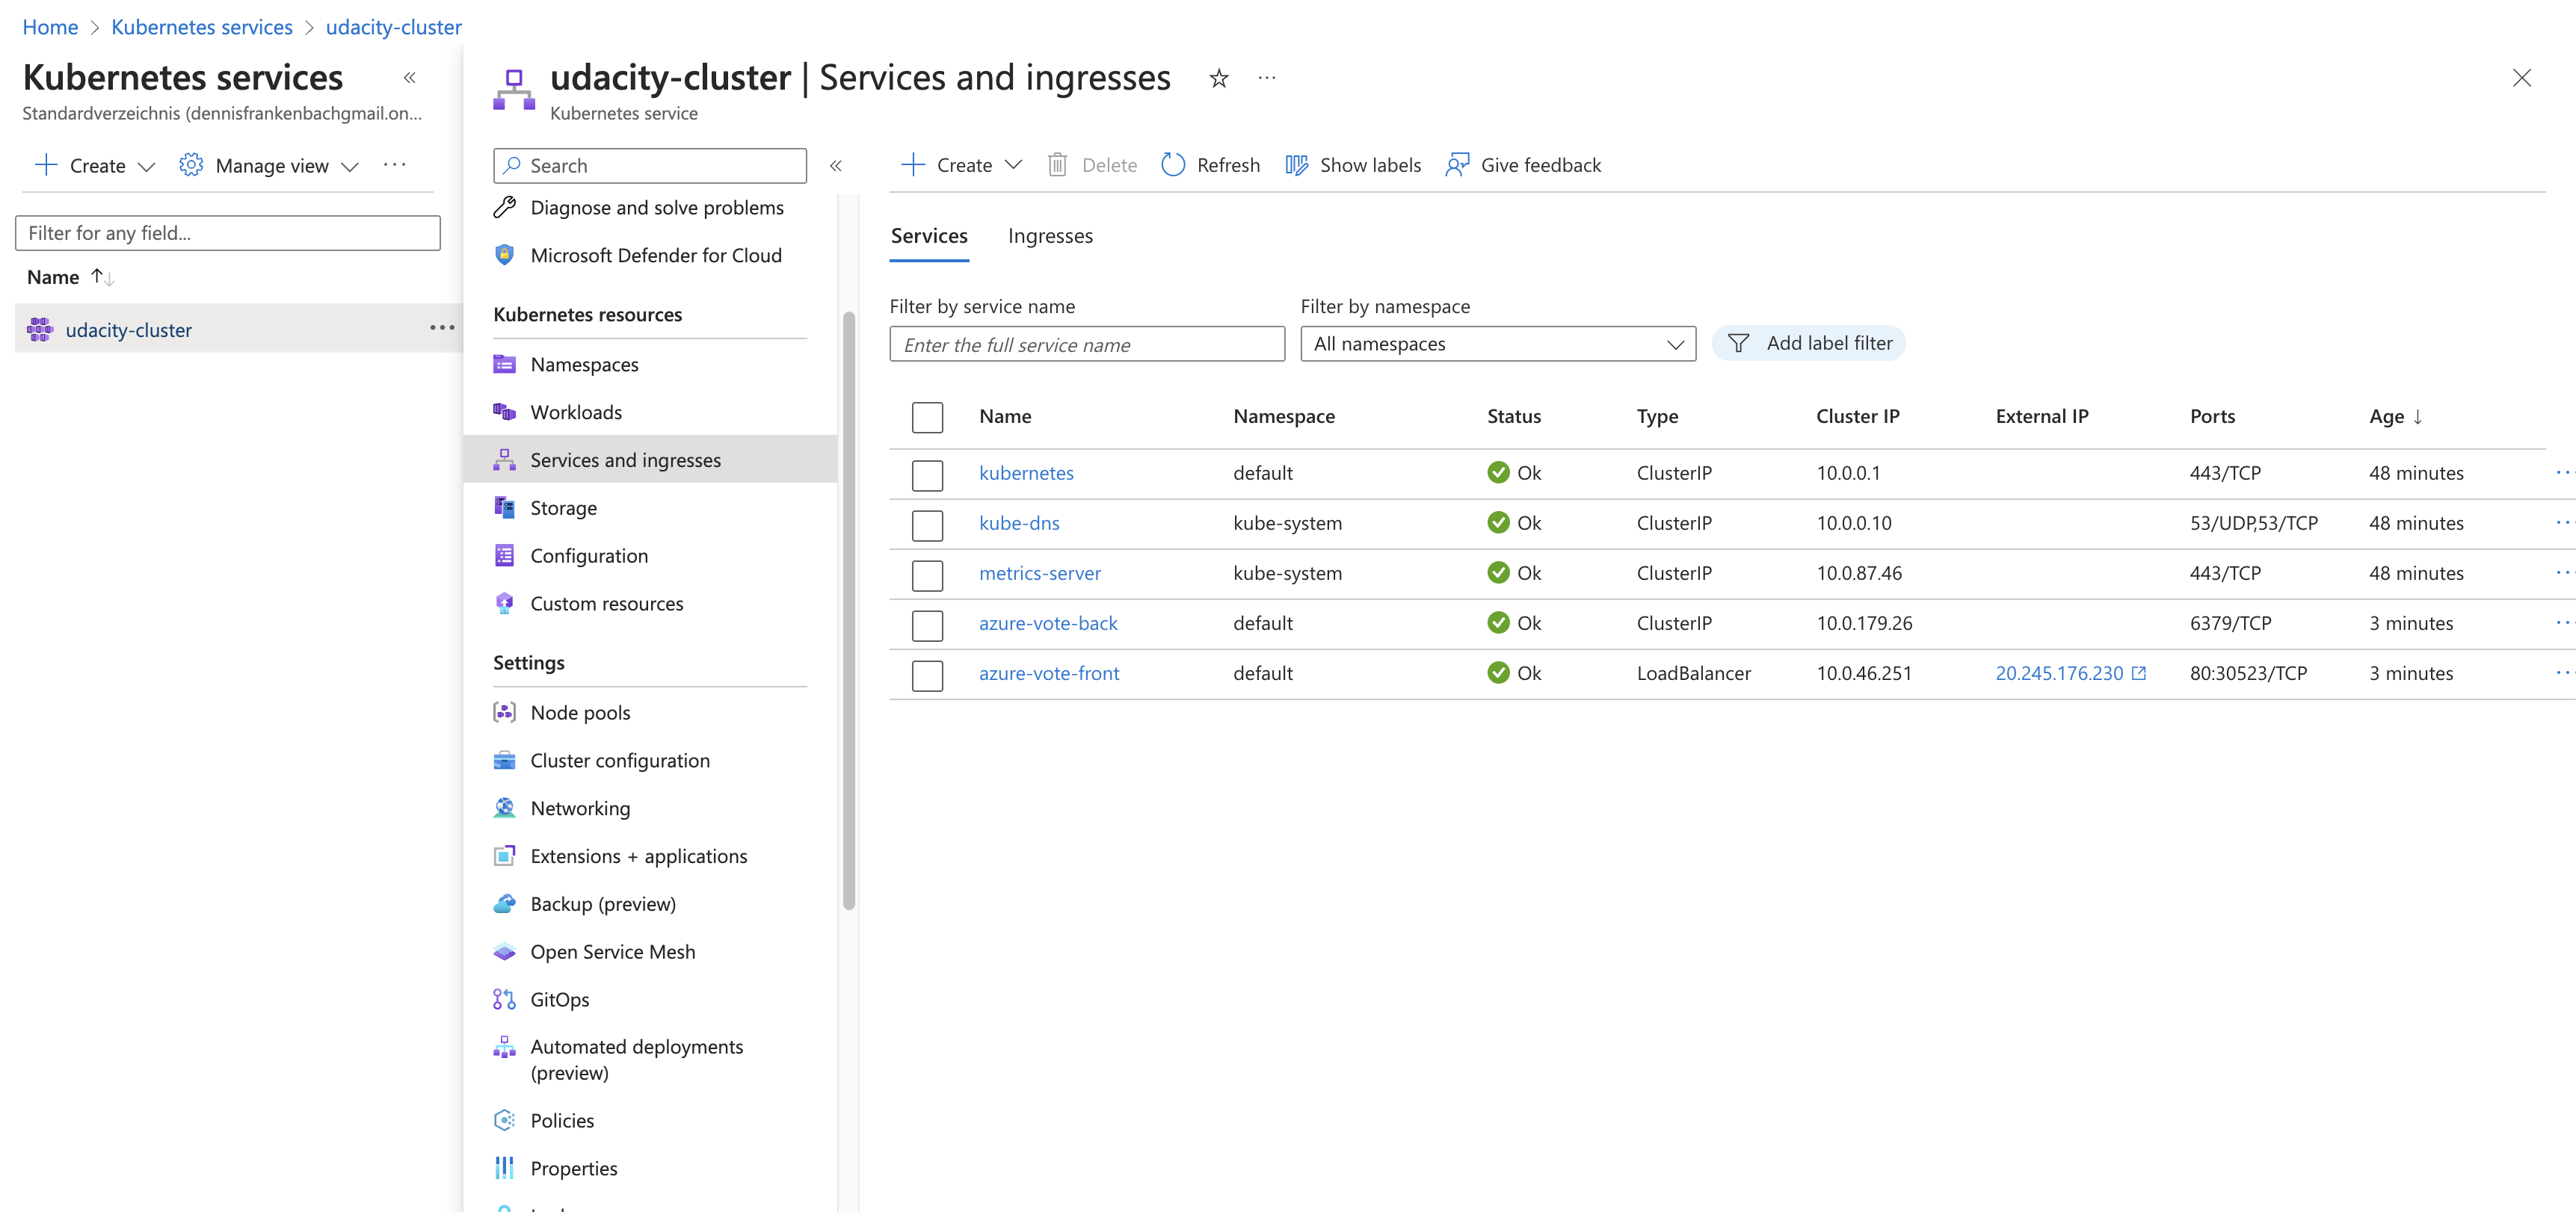 Home > Kubernetes services > udacity-cluster
Kubernetes services
Standardverzeichnis (dennisfrankenbachgmail.on...
Create
Manage view
Filter for any field...
Name
udacity-cluster
udacity-cluster | Services and ingresses
Kubernetes service
Search
Diagnose and solve problems
Microsoft Defender for Cloud
Kubernetes resources
Namespaces
Workloads
Services and ingresses
Storage
Configuration
Custom resources
Settings
Node pools
Cluster configuration
Networking
Extensions + applications
Backup (preview)
Open Service Mesh
GitOps
Automated deployments
(preview)
Policies
Properties
Create Delete Refresh Show labels Give feedback
Services Ingresses
Filter by service name Filter by namespace
Enter the full service name All namespaces Add label filter
Name Namespace Status Type Cluster IP External IP Ports Age ↓
kubernetes default Ok ClusterIP 10.0.0.1 443/TCP 48 minutes
kube-dns kube-system Ok ClusterIP 10.0.0.10 53/UDP,53/TCP 48 minutes
metrics-server kube-system Ok ClusterIP 10.0.87.46 443/TCP 48 minutes
azure-vote-back default Ok ClusterIP 10.0.179.26 6379/TCP 3 minutes
azure-vote-front default Ok LoadBalancer 10.0.46.251 20.245.176.230 80:30523/TCP 3 minutes